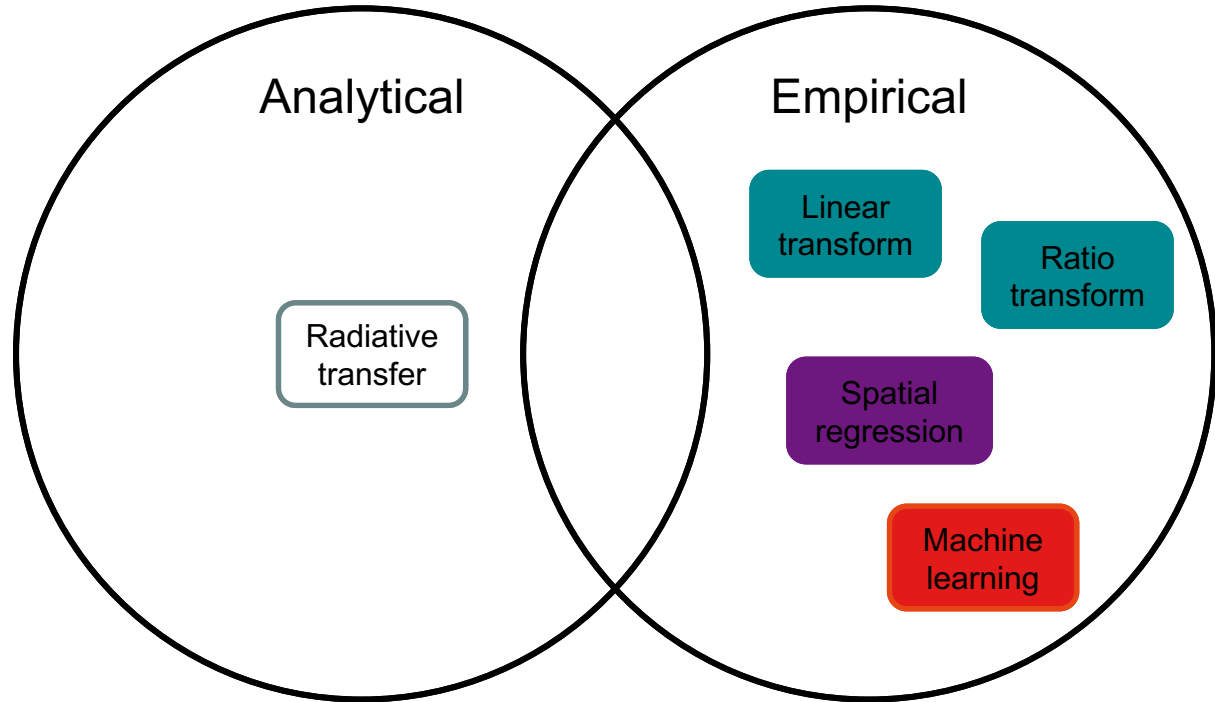 Analytical
Empirical
Linear
transform
Ratio
transform
Radiative
transfer
Spatial
regression
Machine
learning